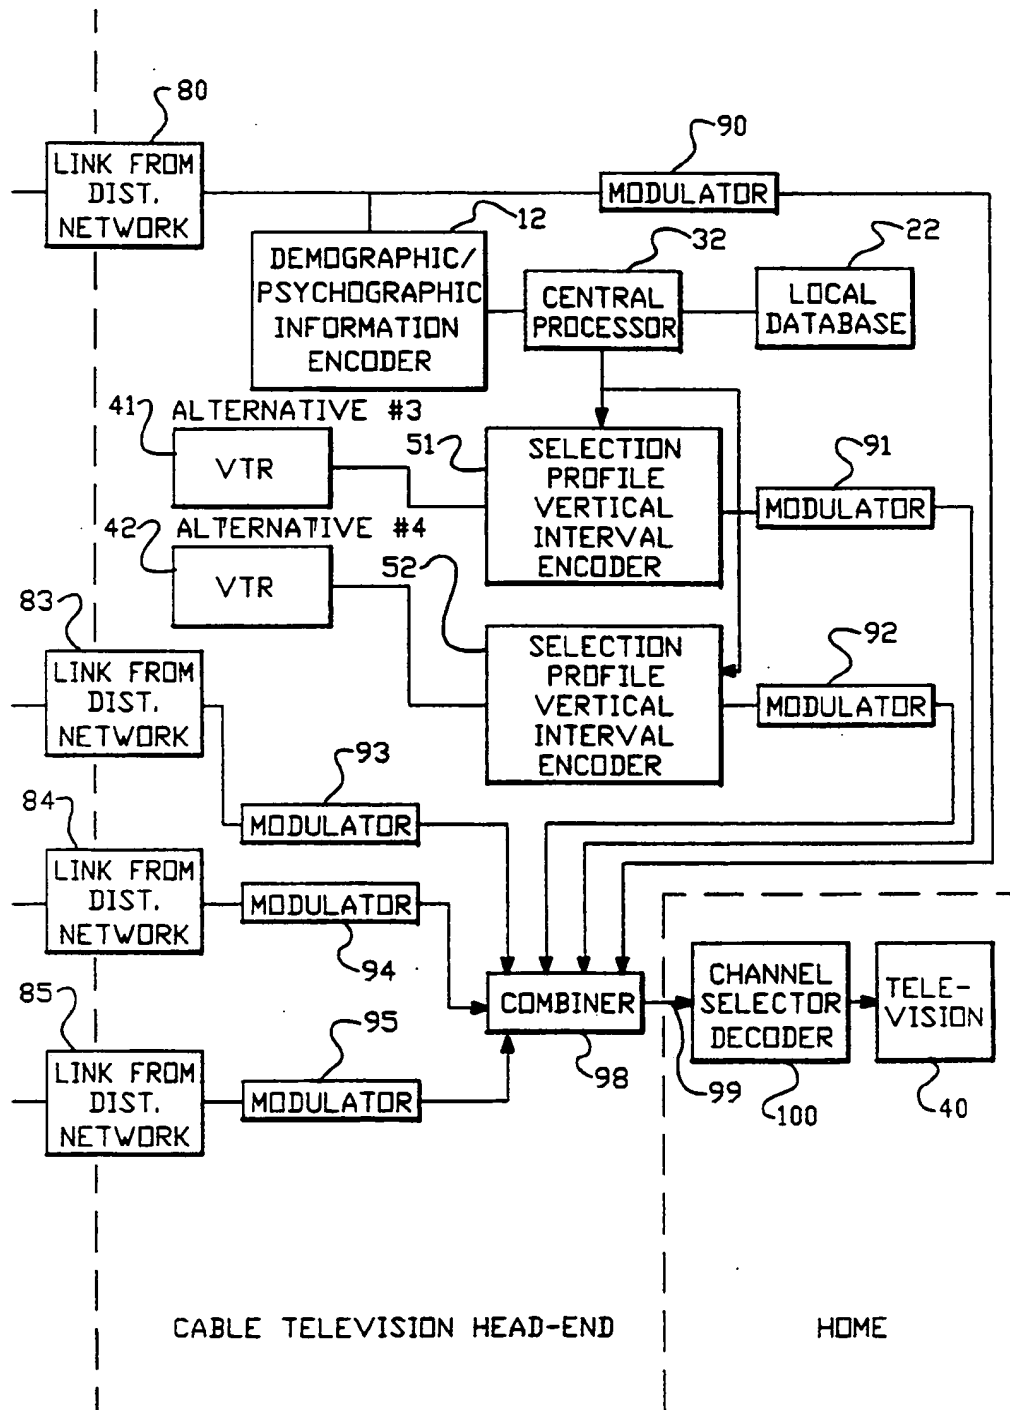 80
LINK FROM
DIST.
NETWORK
90
MODULATOR
12
DEMOGRAPHIC/
PSYCHOGRAPHIC
INFORMATION
ENCODER
32
CENTRAL
PROCESSOR
22
LOCAL
DATABASE
41
ALTERNATIVE #3
VTR
51
SELECTION
PROFILE
VERTICAL
INTERVAL
ENCODER
91
MODULATOR
42
ALTERNATIVE #4
VTR
52
SELECTION
PROFILE
VERTICAL
INTERVAL
ENCODER
92
MODULATOR
83
LINK FROM
DIST.
NETWORK
93
MODULATOR
84
LINK FROM
DIST.
NETWORK
MODULATOR
94
85
LINK FROM
DIST.
NETWORK
95
MODULATOR
COMBINER
98
99
CHANNEL
SELECTOR
DECODER
100
TELE-
VISION
40
CABLE TELEVISION HEAD-END
HOME